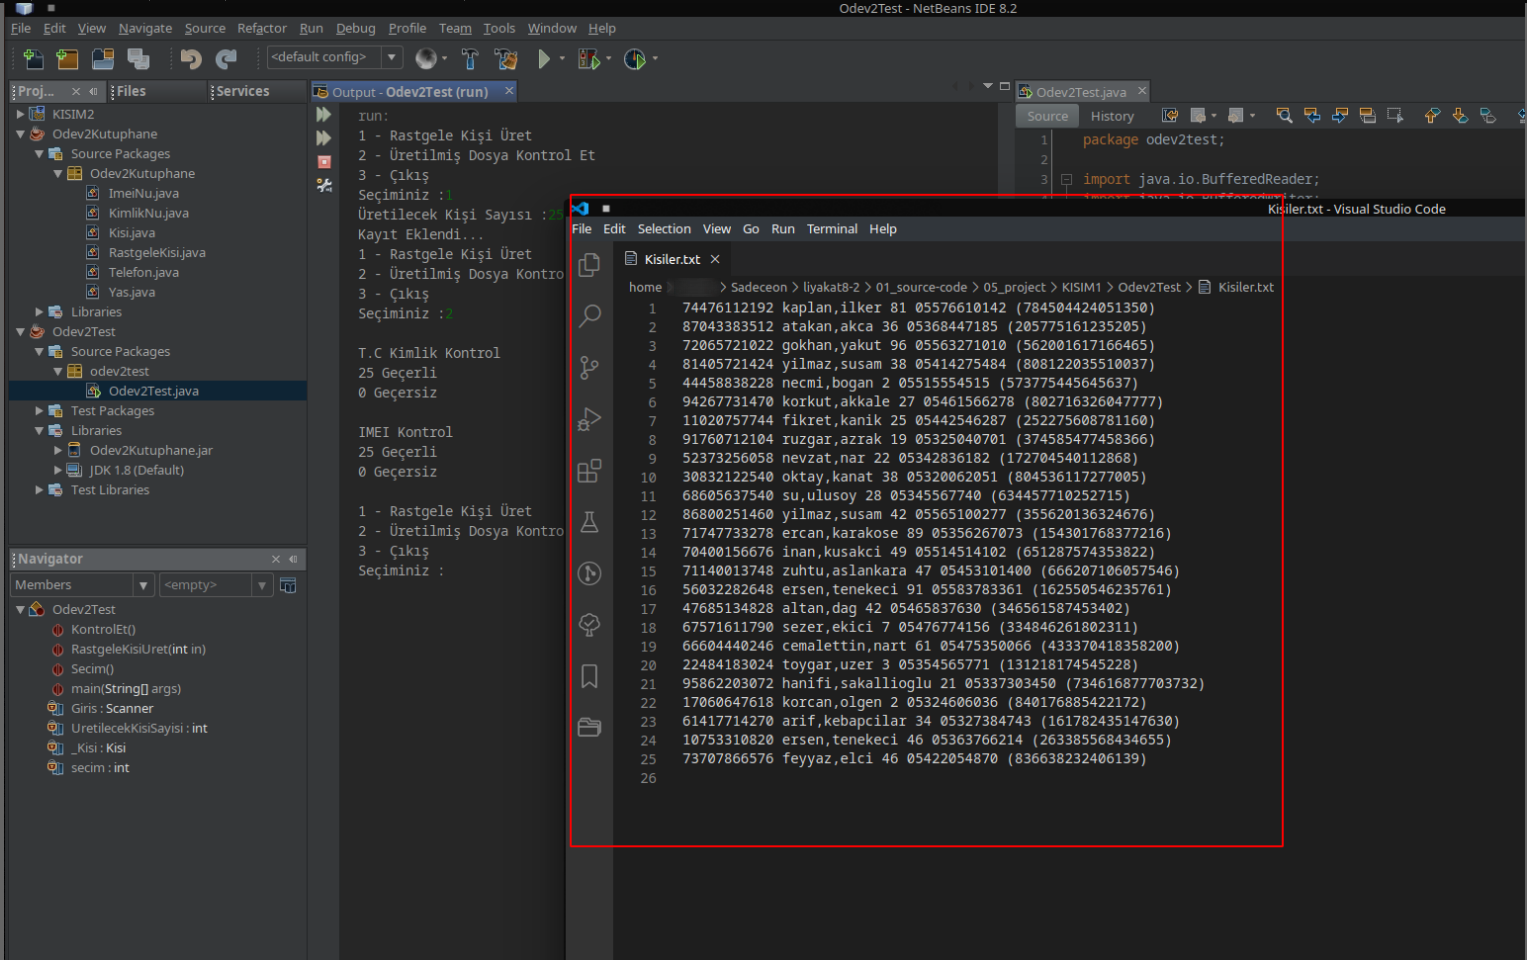 Odev2Test - NetBeans IDE 8.2
File Edit View Navigate Source Refactor Run Debug Profile Team Tools Window Help
<default config>
Proj...
Files
Services
KISIM2
Odev2Kutuphane
Source Packages
Odev2Kutuphane
ImeiNu.java
KimlikNu.java
Kisi.java
RastgeleKisi.java
Telefon.java
Yas.java
Libraries
Odev2Test
Source Packages
odev2test
Odev2Test.java
Test Packages
Libraries
Odev2Kutuphane.jar
JDK 1.8 (Default)
Test Libraries
Navigator
Members
<empty>
Odev2Test
KontrolEt()
RastgeleKisiUret(int in)
Secim()
main(String[] args)
Giris : Scanner
UretilecekKisiSayisi : int
_Kisi : Kisi
secim : int
Output - Odev2Test (run)
run:
1 - Rastgele Kişi Üret
2 - Üretilmiş Dosya Kontrol Et
3 - Çıkış
Seçiminiz :1
Üretilecek Kişi Sayısı :25
Kayıt Eklendi...
1 - Rastgele Kişi Üret
2 - Üretilmiş Dosya Kontro
3 - Çıkış
Seçiminiz :2
T.C Kimlik Kontrol
25 Geçerli
0 Geçersiz
IMEI Kontrol
25 Geçerli
0 Geçersiz
1 - Rastgele Kişi Üret
2 - Üretilmiş Dosya Kontro
3 - Çıkış
Seçiminiz :
Odev2Test.java
Source History
1 package odev2test;
2
3 import java.io.BufferedReader;
4 import java.io.BufferedWriter;
Kisiler.txt - Visual Studio Code
File Edit Selection View Go Run Terminal Help
Kisiler.txt
home > > Sadeceon > liyakat8-2 > 01_source-code > 05_project > KISIM1 > Odev2Test > Kisiler.txt
1 74476112192 kaplan,ilker 81 05576610142 (784504424051350)
2 87043383512 atakan,akca 36 05368447185 (205775161235205)
3 72065721022 gokhan,yakut 96 05563271010 (562001617166465)
4 81405721424 yilmaz,susam 38 05414275484 (808122035510037)
5 44458838228 necmi,bogan 2 05515554515 (573775445645637)
6 94267731470 korkut,akkale 27 05461566278 (802716326047777)
7 11020757744 fikret,kanik 25 05442546287 (252275608781160)
8 91760712104 ruzgar,azrak 19 05325040701 (374585477458366)
9 52373256058 nevzat,nar 22 05342836182 (172704540112868)
10 30832122540 oktay,kanat 38 05320062051 (804536117277005)
11 68605637540 su,ulusoy 28 05345567740 (634457710252715)
12 86800251460 yilmaz,susam 42 05565100277 (355620136324676)
13 71747733278 ercan,karakose 89 05356267073 (154301768377216)
14 70400156676 inan,kusakci 49 05514514102 (651287574353822)
15 71140013748 zuhtu,aslankara 47 05453101400 (666207106057546)
16 56032282648 ersen,tenekeci 91 05583783361 (162550546235761)
17 47685134828 altan,dag 42 05465837630 (346561587453402)
18 67571611790 sezer,ekici 7 05476774156 (334846261802311)
19 66604440246 cemalettin,nart 61 05475350066 (433370418358200)
20 22484183024 toygar,uzer 3 05354565771 (131218174545228)
21 95862203072 hanifi,sakallioglu 21 05337303450 (734616877703732)
22 17060647618 korcan,olgen 2 05324606036 (840176885422172)
23 61417714270 arif,kebapcilar 34 05327384743 (161782435147630)
24 10753310820 ersen,tenekeci 46 05363766214 (263385568434655)
25 73707866576 feyyaz,elci 46 05422054870 (836638232406139)
26